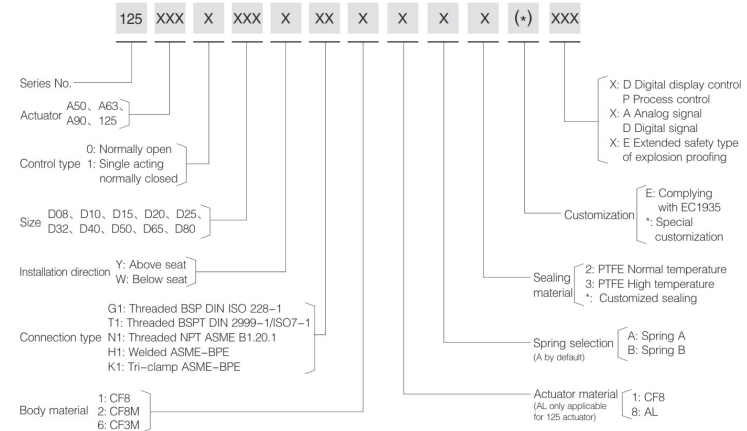 125 XXX X XXX X XX X X X X (*) XXX
Series No.
Actuator
A50、A63、
A90、125
Control type
0: Normally open
1: Single acting
normally closed
Size
D08、D10、D15、D20、D25、
D32、D40、D50、D65、D80
Installation direction
Y: Above seat
W: Below seat
Connection type
G1: Threaded BSP DIN ISO 228-1
T1: Threaded BSPT DIN 2999-1/ISO7-1
N1: Threaded NPT ASME B1.20.1
H1: Welded ASME-BPE
K1: Tri-clamp ASME-BPE
Body material
1: CF8
2: CF8M
6: CF3M
X: D Digital display control
P Process control
X: A Analog signal
D Digital signal
X: E Extended safety type
of explosion proofing
Customization
E: Complying
with EC1935
*: Special
customization
Sealing
material
2: PTFE Normal temperature
3: PTFE High temperature
*: Customized sealing
Spring selection
(A by default)
A: Spring A
B: Spring B
Actuator material
(AL only applicable
for 125 actuator)
1: CF8
8: AL